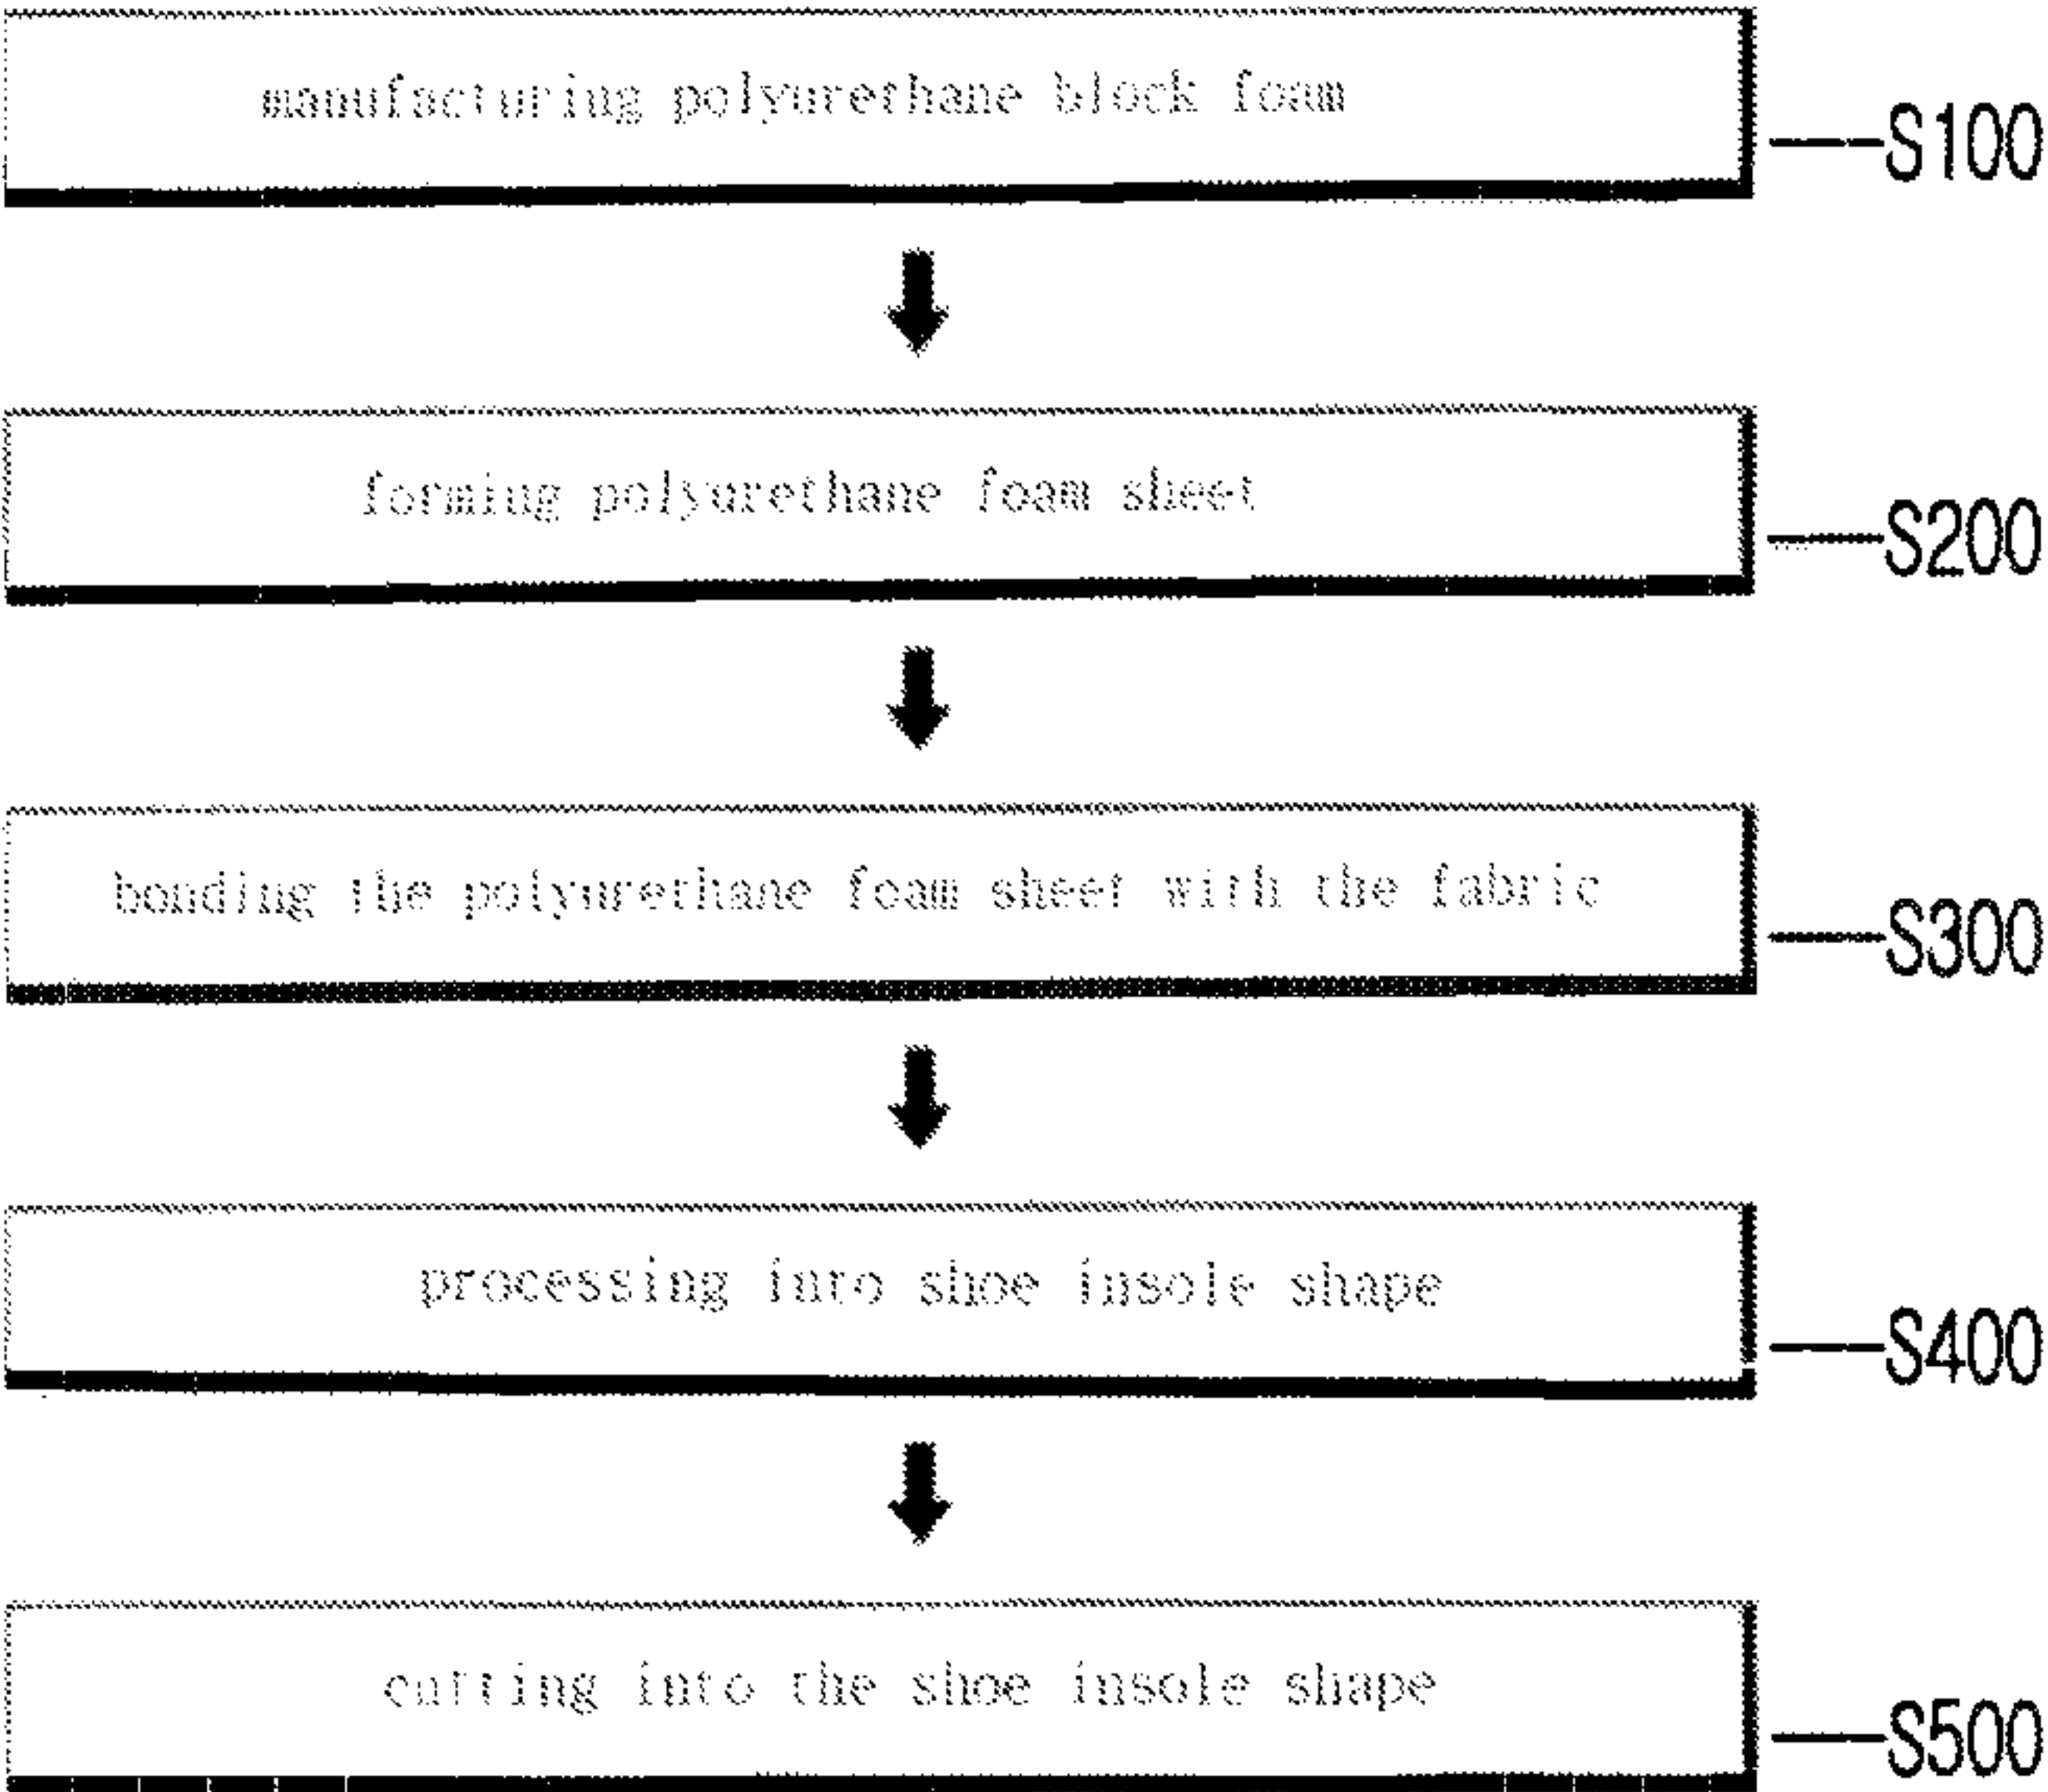 manufacturing polyurethane block foam
S100
forming polyurethane foam sheet
S200
bonding the polyurethane foam sheet with the fabric
S300
processing into shoe insole shape
S400
cutting into the shoe insole shape
S500